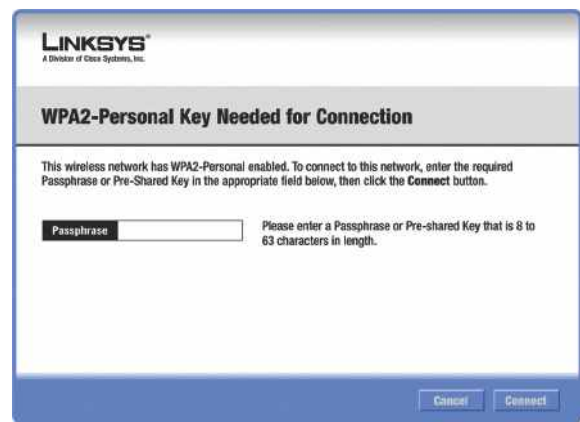 LINKSYS®
A Division of Cisco Systems, Inc.
WPA2-Personal Key Needed for Connection
This wireless network has WPA2-Personal enabled. To connect to this network, enter the required
Passphrase or Pre-Shared Key in the appropriate field below, then click the Connect button.
Passphrase
Please enter a Passphrase or Pre-shared Key that is 8 to
63 characters in length.
Cancel
Connect